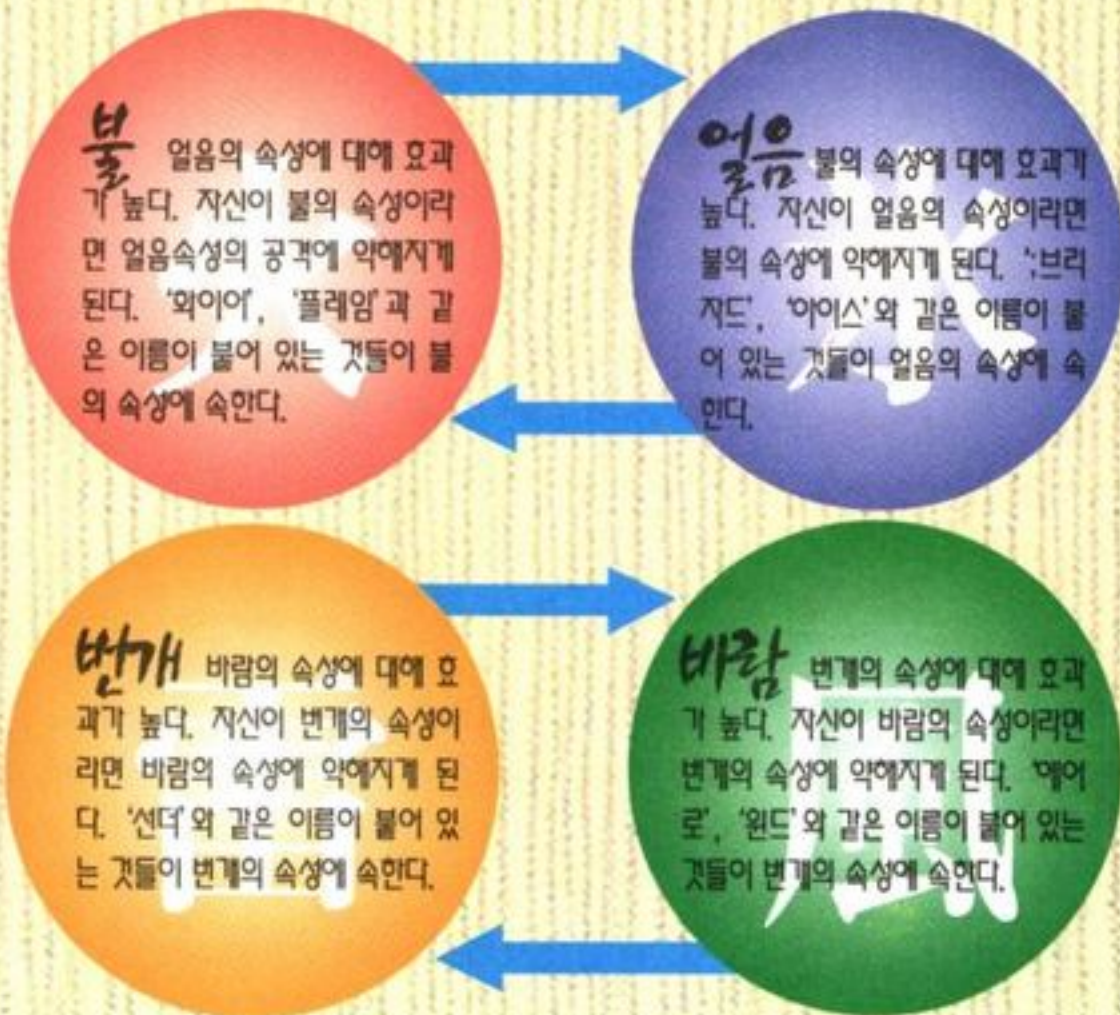 불 얼음의 속성에 대해 효과
가 높다. 자신이 불의 속성이라
면 얼음속성의 공격에 약해지게
된다. '화이아', '플레임'과 같
은 이름이 붙어 있는 것들이 불
의 속성에 속한다.
火
얼음 불의 속성에 대해 효과가
높다. 자신이 얼음의 속성이라면
불의 속성에 약해지게 된다. ';브리
자드', '아이스'와 같은 이름이 붙
어 있는 것들이 얼음의 속성에 속
한다.
氷
번개 바람의 속성에 대해 효
과가 높다. 자신이 번개의 속성이
라면 바람의 속성에 약해지게 된
다. '선더'와 같은 이름이 붙어 있
는 것들이 번개의 속성에 속한다.
雷
바람 번개의 속성에 대해 효과
가 높다. 자신이 바람의 속성이라면
번개의 속성에 약해지게 된다. '에어
로', '윈드'와 같은 이름이 붙어 있는
것들이 번개의 속성에 속한다.
風